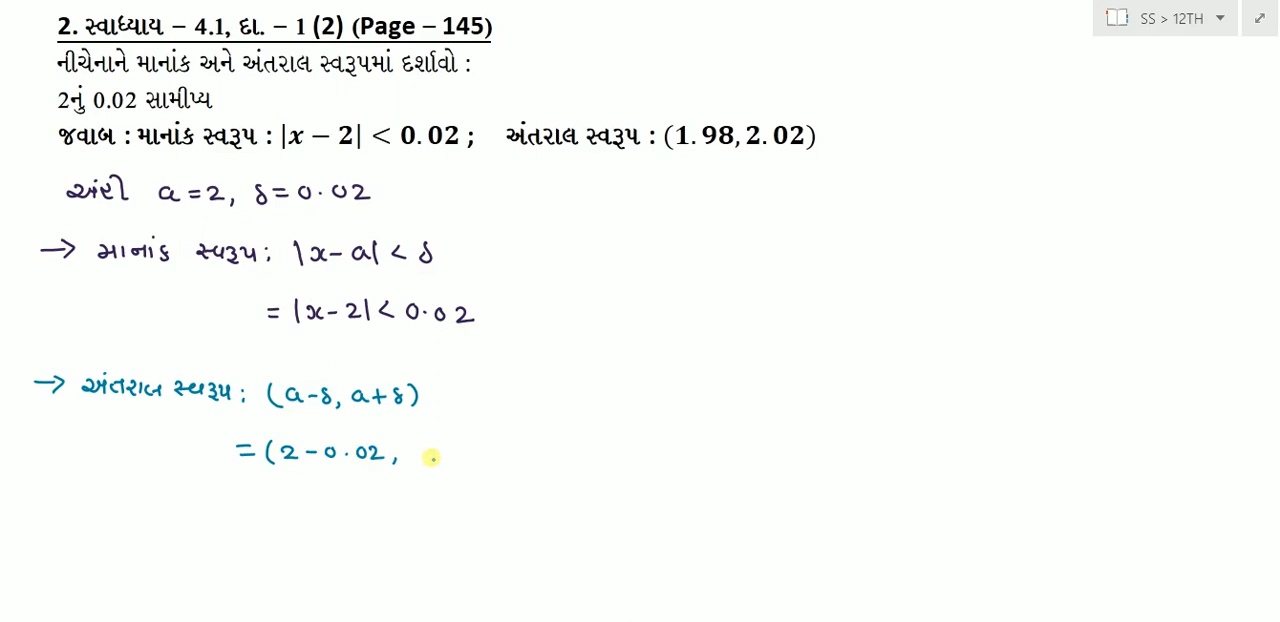 2. સ્વાધ્યાય – 4.1, દા. – 1 (2) (Page – 145)
SS > 12TH
નીચેનાને માનાંક અને અંતરાલ સ્વરૂપમાં દર્શાવો :
2નું 0.02 સામીપ્ય
જવાબ : માનાંક સ્વરૂપ : |x − 2| < 0.02 ; અંતરાલ સ્વરૂપ : (1.98, 2.02)
અહીં a = 2, δ = 0.02
→ માનાંક સ્વરૂપ : |x − a| < δ
= |x − 2| < 0.02
→ અંતરાલ સ્વરૂપ : (a − δ, a + δ)
= (2 − 0.02,